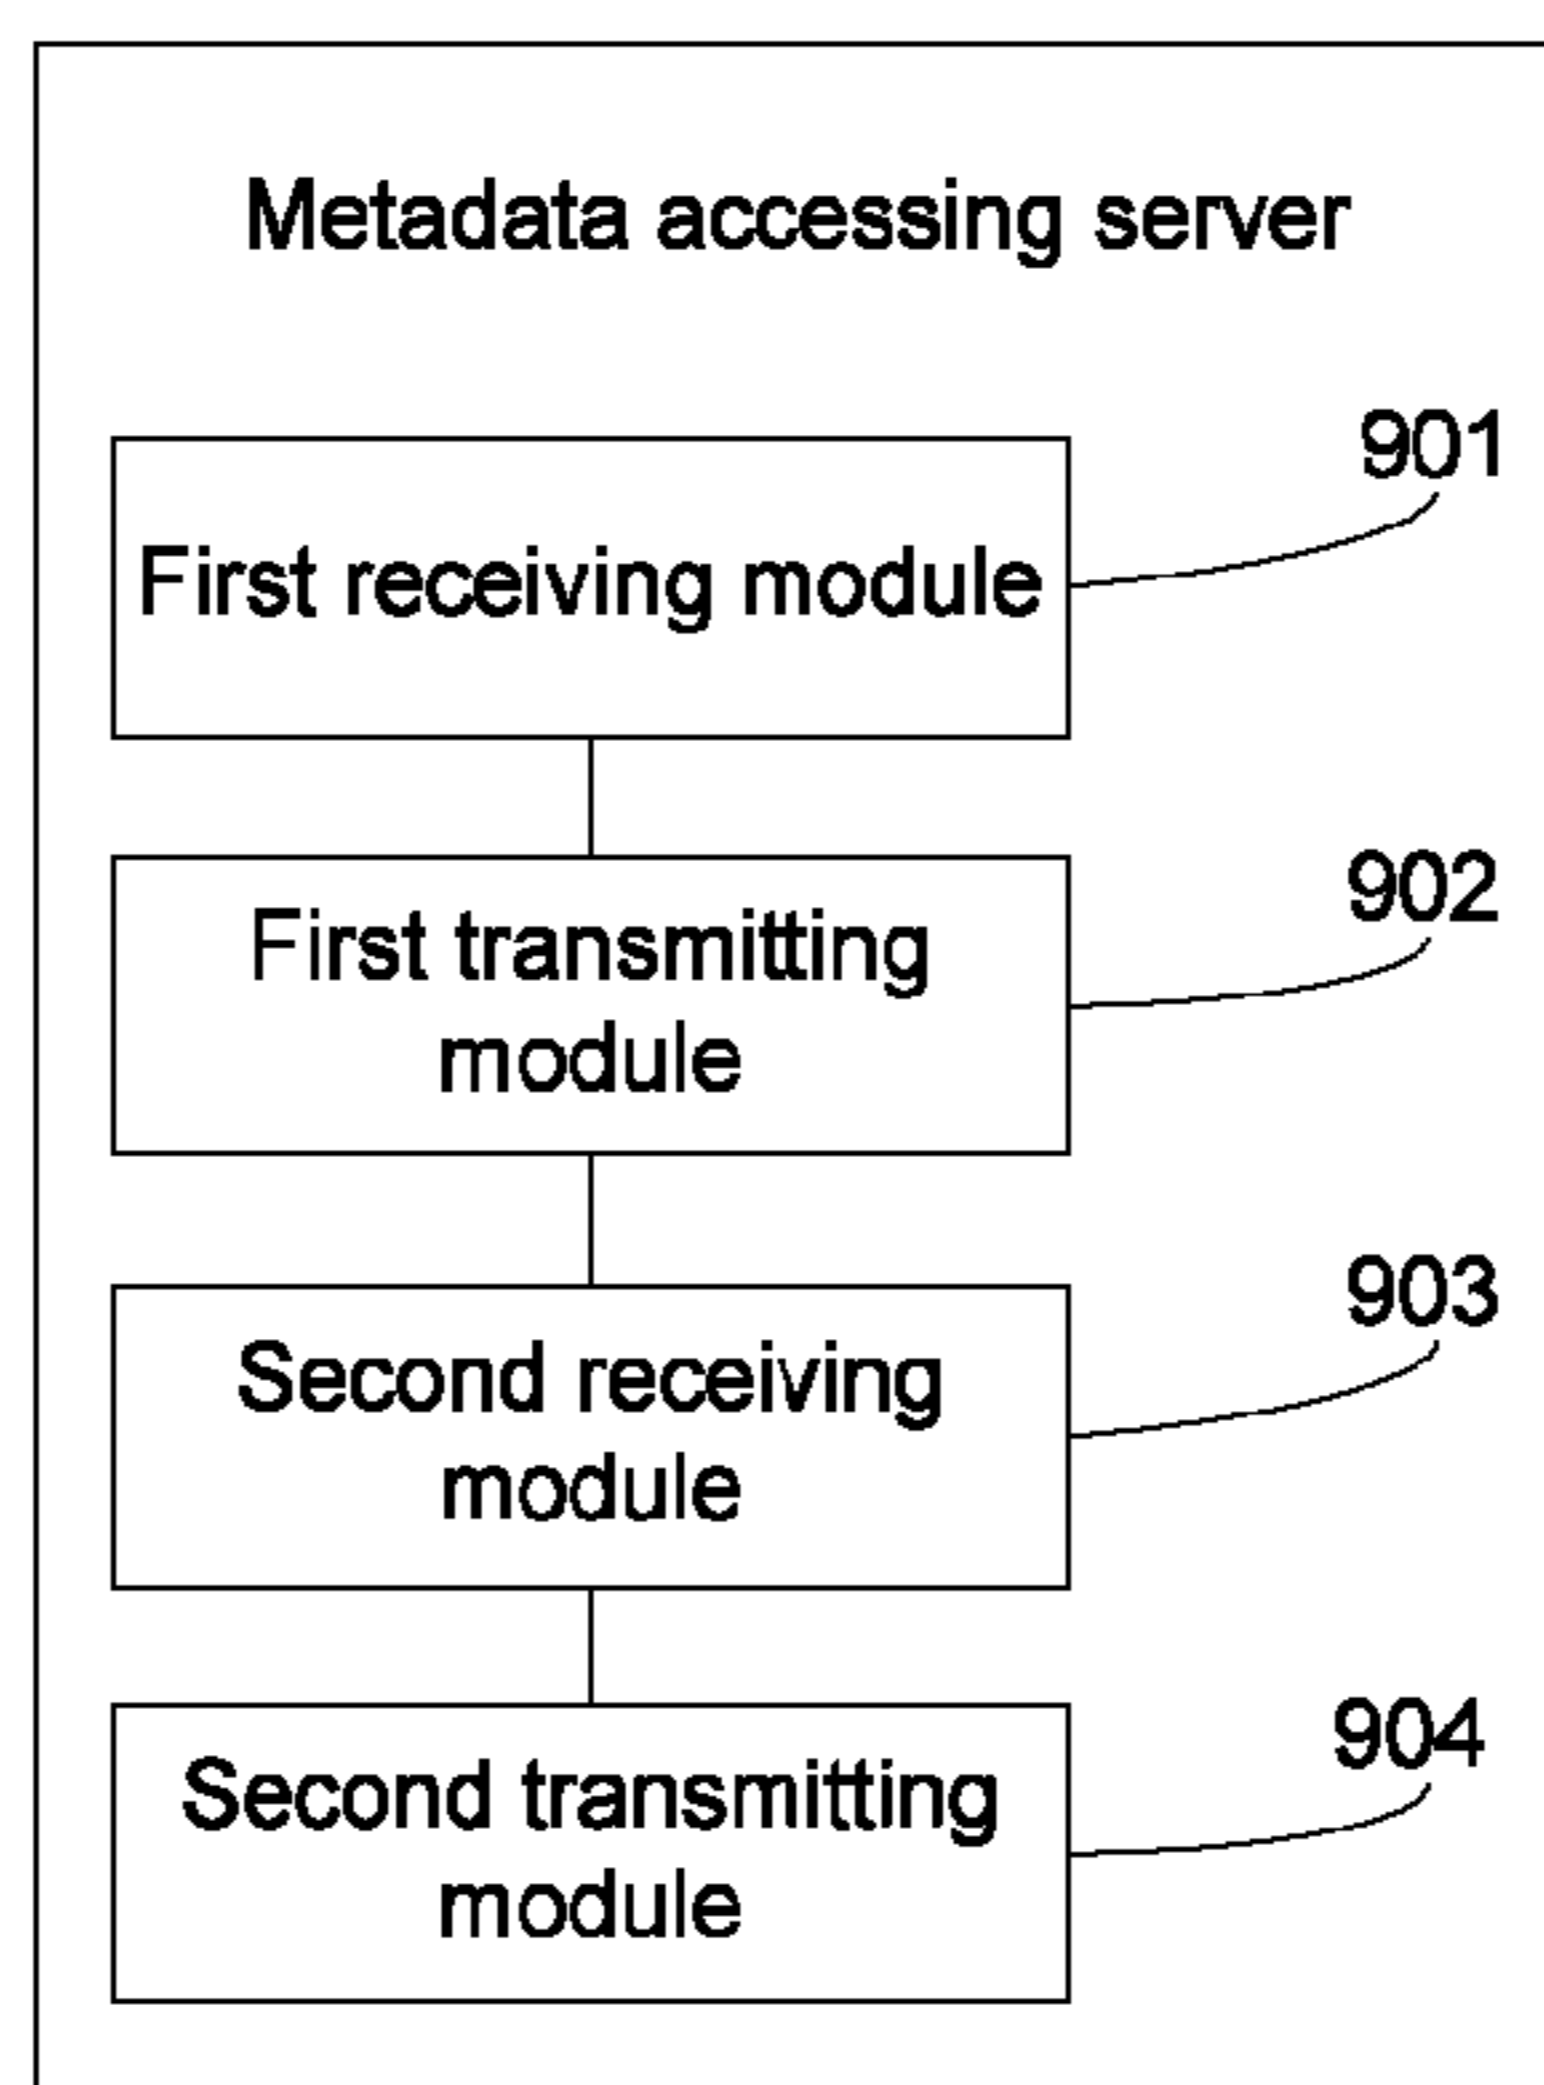 Metadata accessing server
901
First receiving module
902
First transmitting
module
903
Second receiving
module
904
Second transmitting
module